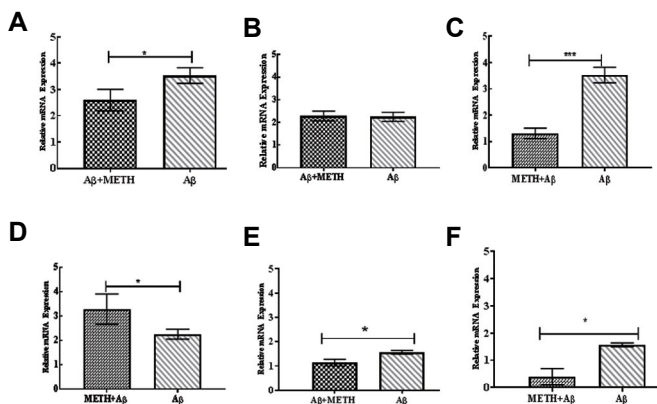 A
Relative mRNA Expression
5
4
3
2
1
0
*
Aβ+METH Aβ
B
Relative mRNA Expression
5
4
3
2
1
0
Aβ+METH Aβ
C
Relative mRNA Expression
5
4
3
2
1
0
***
METH+Aβ Aβ
D
Relative mRNA Expression
5
4
3
2
1
0
*
METH+Aβ Aβ
E
Relative mRNA Expression
5
4
3
2
1
0
*
Aβ+METH Aβ
F
Relative mRNA Expression
5
4
3
2
1
0
*
METH+Aβ Aβ